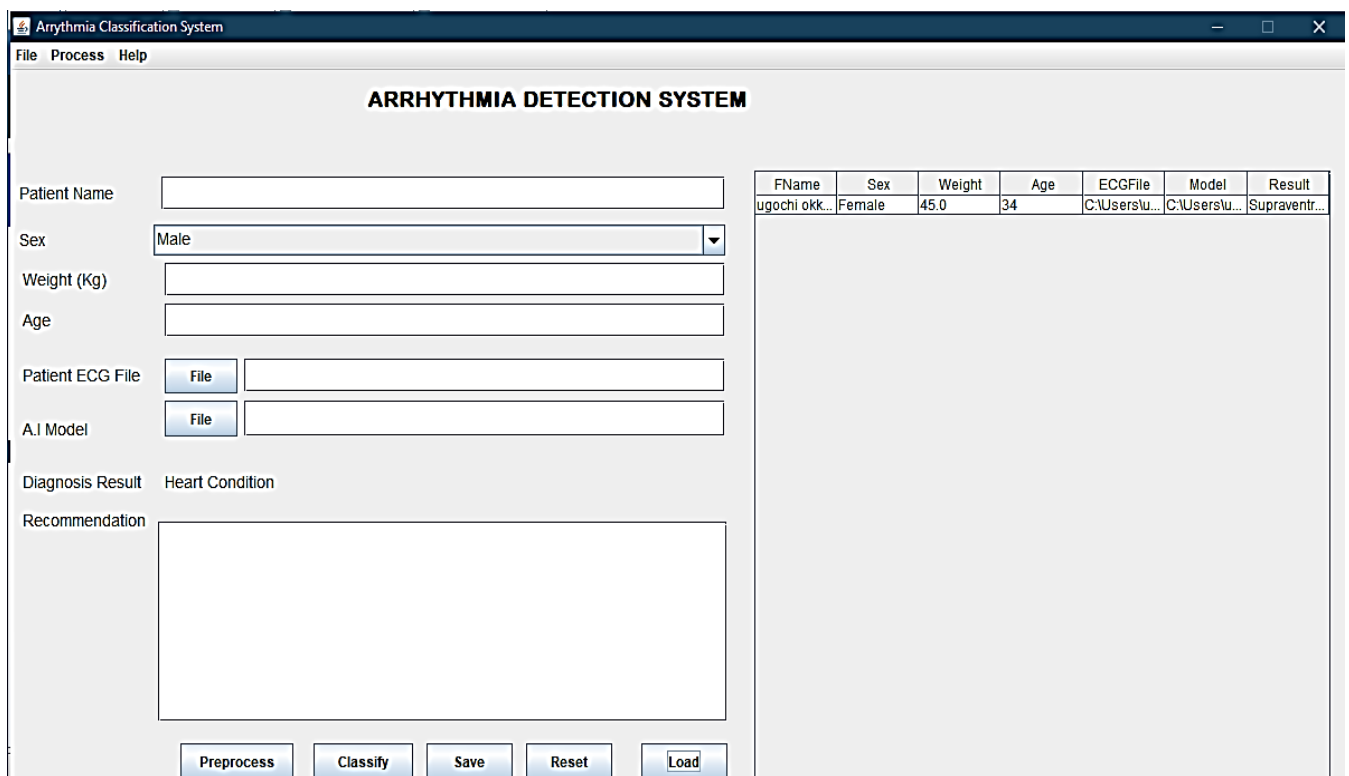 Arrythmia Classification System
File Process Help
ARRHYTHMIA DETECTION SYSTEM
Patient Name
Sex Male
Weight (Kg)
Age
Patient ECG File File
A.I Model File
Diagnosis Result Heart Condition
Recommendation
Preprocess Classify Save Reset Load
FName Sex Weight Age ECGFile Model Result
ugochi okk... Female 45.0 34 C:\Users\u... C:\Users\u... Supraventr...